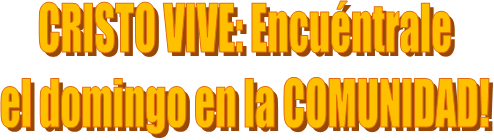 CRISTO VIVE: Encuéntrale
el domingo en la COMUNIDAD!